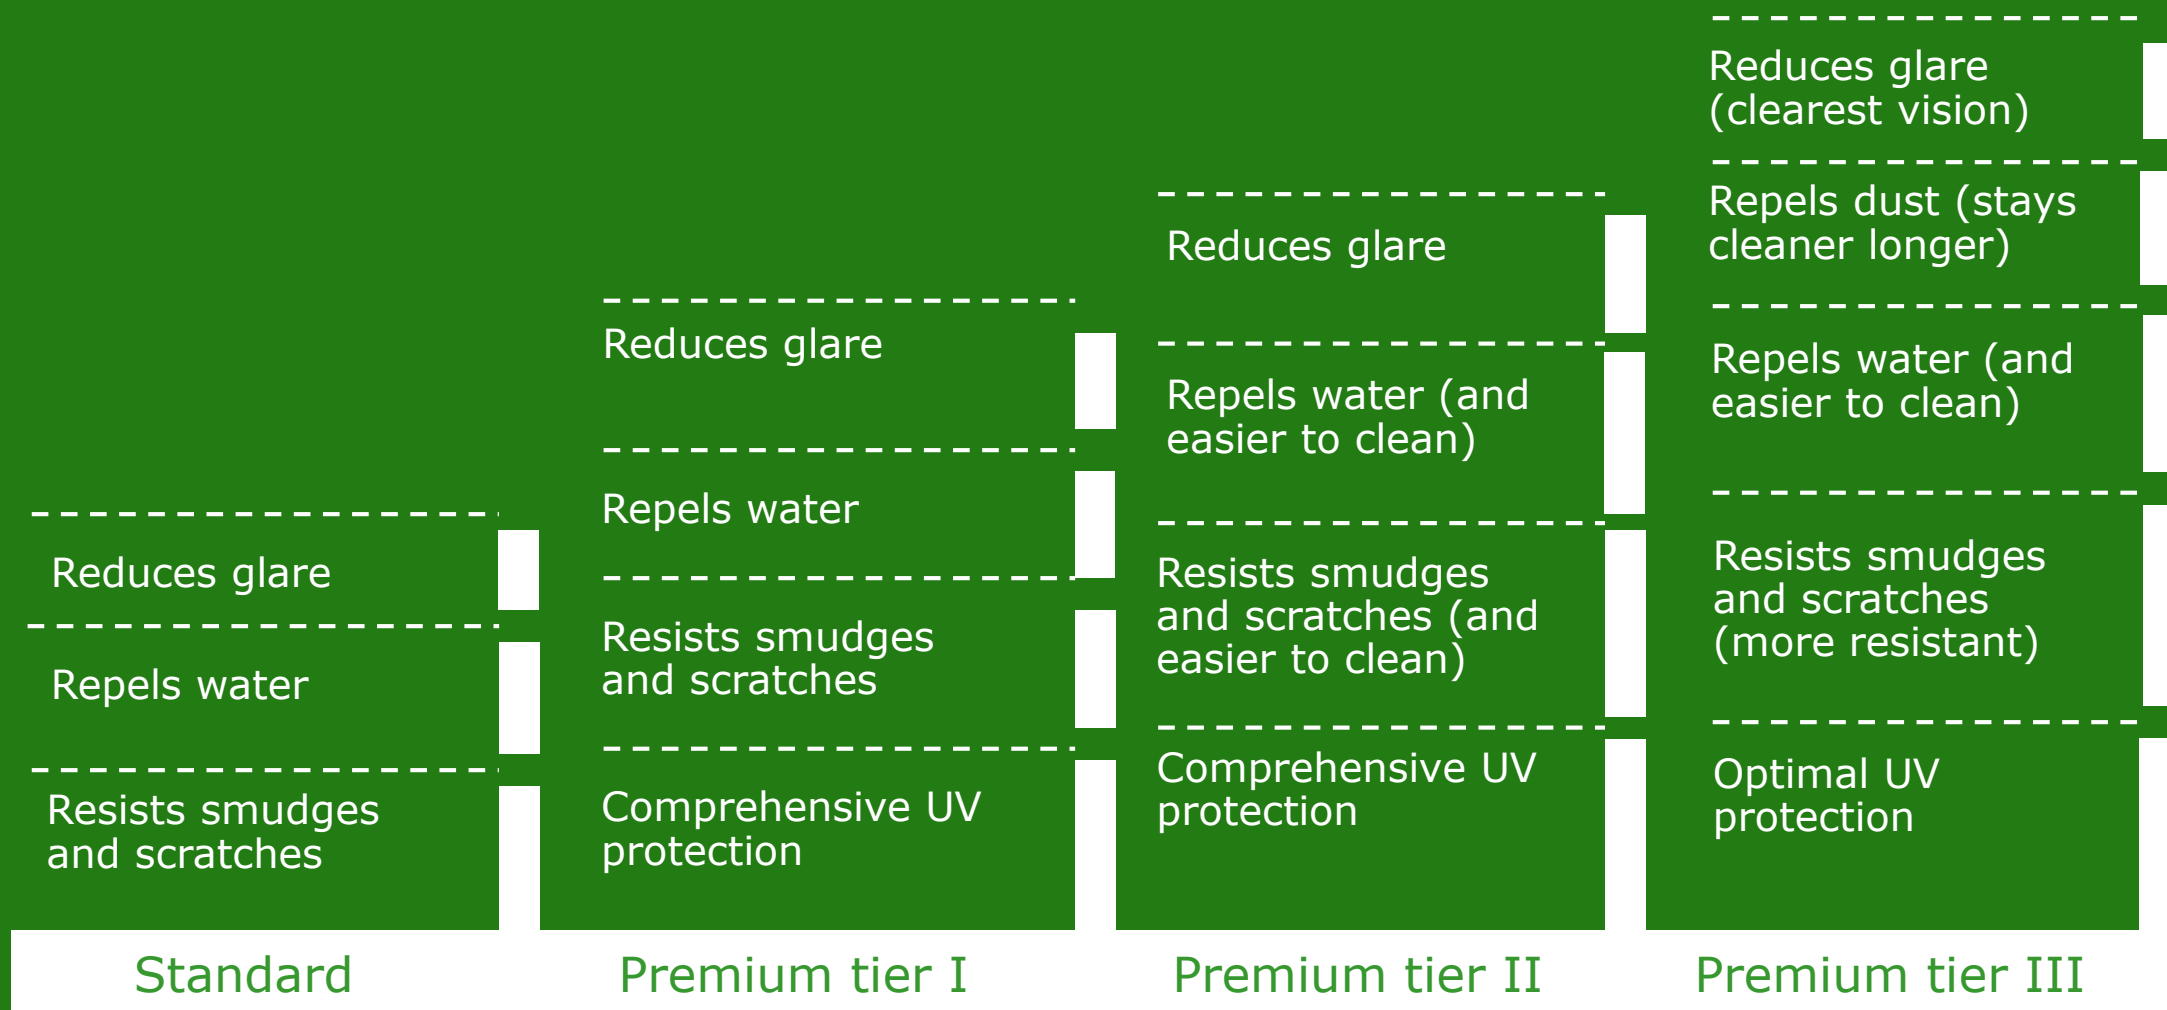 Reduces glare
Repels water
Resists smudges
and scratches
Standard
Reduces glare
Repels water
Resists smudges
and scratches
Comprehensive UV
protection
Premium tier I
Reduces glare
Repels water (and
easier to clean)
Resists smudges
and scratches (and
easier to clean)
Comprehensive UV
protection
Premium tier II
Reduces glare
(clearest vision)
Repels dust (stays
cleaner longer)
Repels water (and
easier to clean)
Resists smudges
and scratches
(more resistant)
Optimal UV
protection
Premium tier III